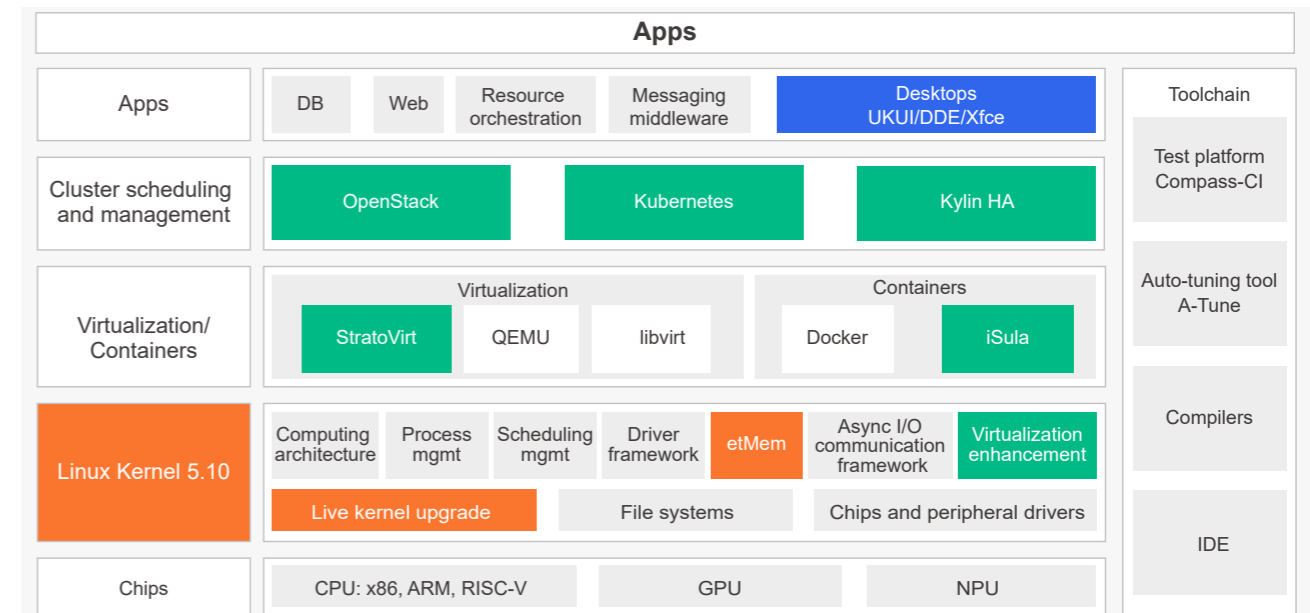 Apps
Apps
DB
Web
Resource
orchestration
Messaging
middleware
Desktops
UKUI/DDE/Xfce
Cluster scheduling
and management
OpenStack
Kubernetes
Kylin HA
Virtualization/
Containers
Virtualization
StratoVirt
QEMU
libvirt
Containers
Docker
iSula
Linux Kernel 5.10
Computing
architecture
Process
mgmt
Scheduling
mgmt
Driver
framework
etMem
Async I/O
communication
framework
Virtualization
enhancement
Live kernel upgrade
File systems
Chips and peripheral drivers
Chips
CPU: x86, ARM, RISC-V
GPU
NPU
Toolchain
Test platform
Compass-CI
Auto-tuning tool
A-Tune
Compilers
IDE